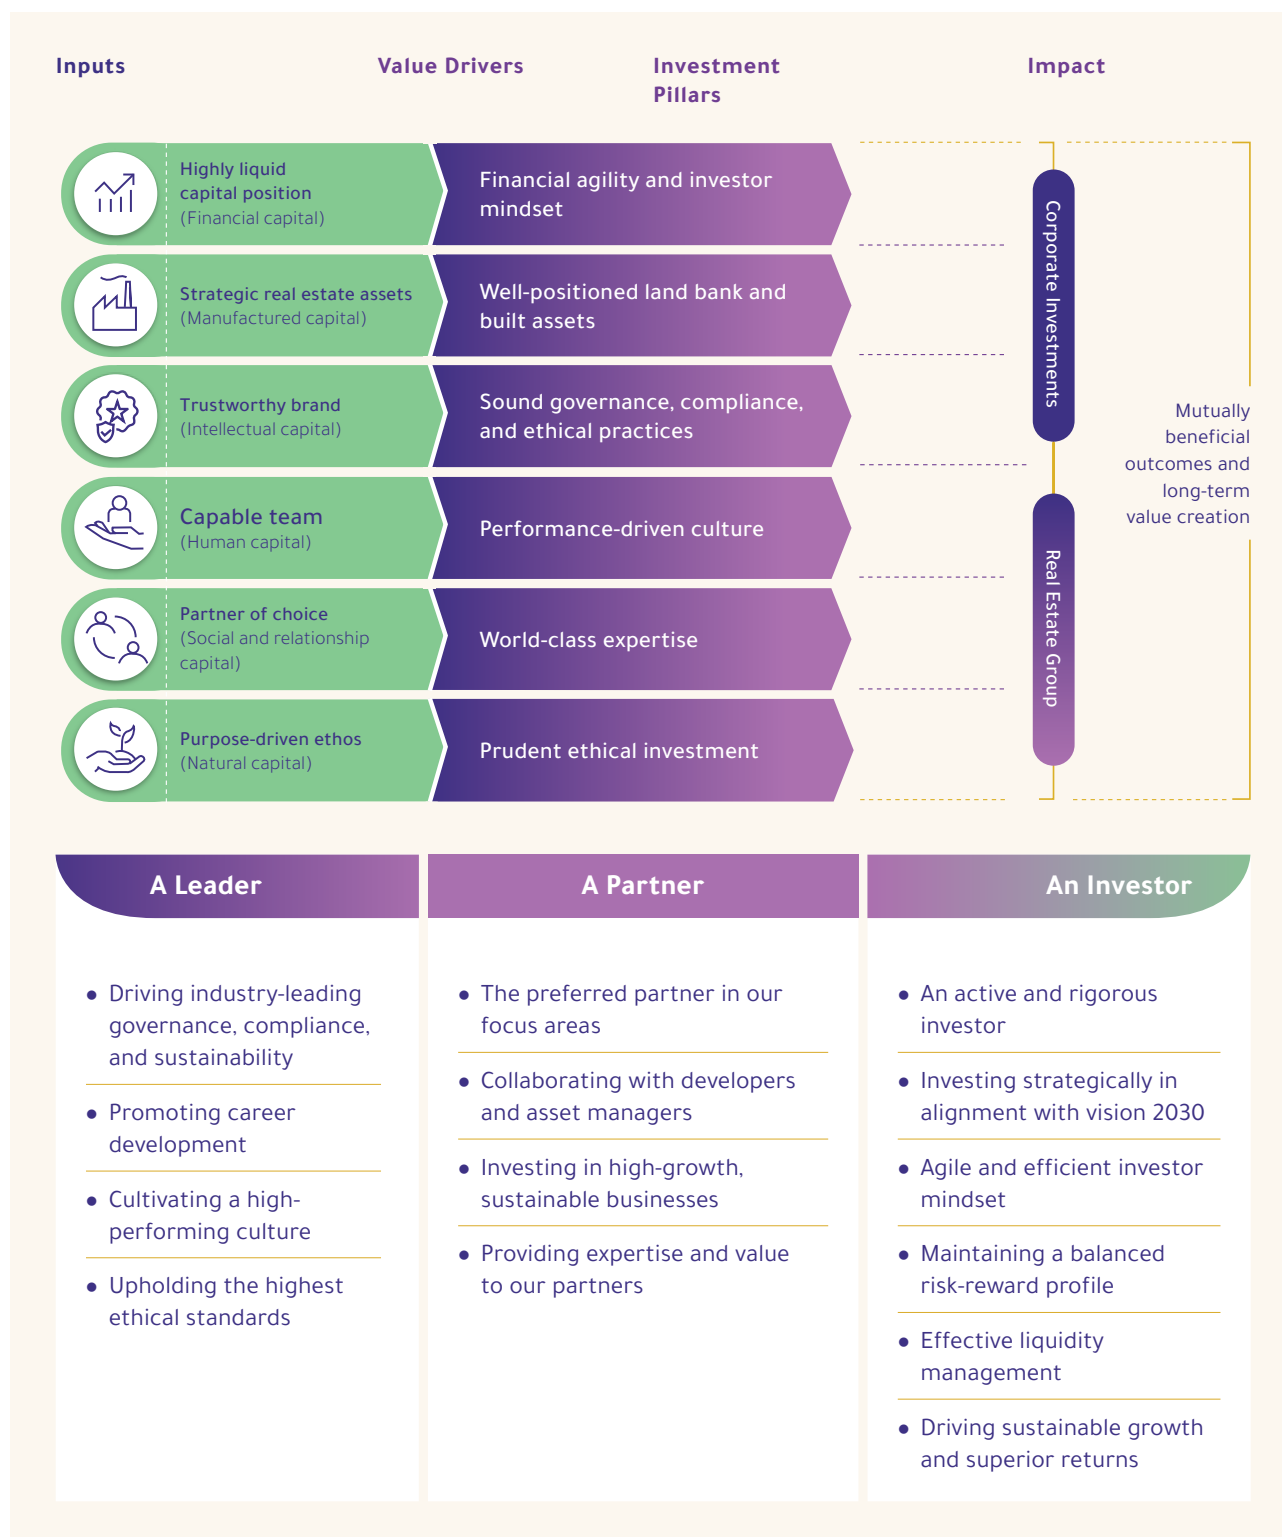 Inputs
Value Drivers
Investment
Pillars
Impact
Highly liquid
capital position
(Financial capital)
Financial agility and investor
mindset
Strategic real estate assets
(Manufactured capital)
Well-positioned land bank and
built assets
Trustworthy brand
(Intellectual capital)
Sound governance, compliance,
and ethical practices
Capable team
(Human capital)
Performance-driven culture
Partner of choice
(Social and relationship
capital)
World-class expertise
Purpose-driven ethos
(Natural capital)
Prudent ethical investment
Corporate Investments
Real Estate Group
Mutually
beneficial
outcomes and
long-term
value creation
A Leader
Driving industry-leading
governance, compliance,
and sustainability
Promoting career
development
Cultivating a high-
performing culture
Upholding the highest
ethical standards
A Partner
The preferred partner in our
focus areas
Collaborating with developers
and asset managers
Investing in high-growth,
sustainable businesses
Providing expertise and value
to our partners
An Investor
An active and rigorous
investor
Investing strategically in
alignment with vision 2030
Agile and efficient investor
mindset
Maintaining a balanced
risk-reward profile
Effective liquidity
management
Driving sustainable growth
and superior returns